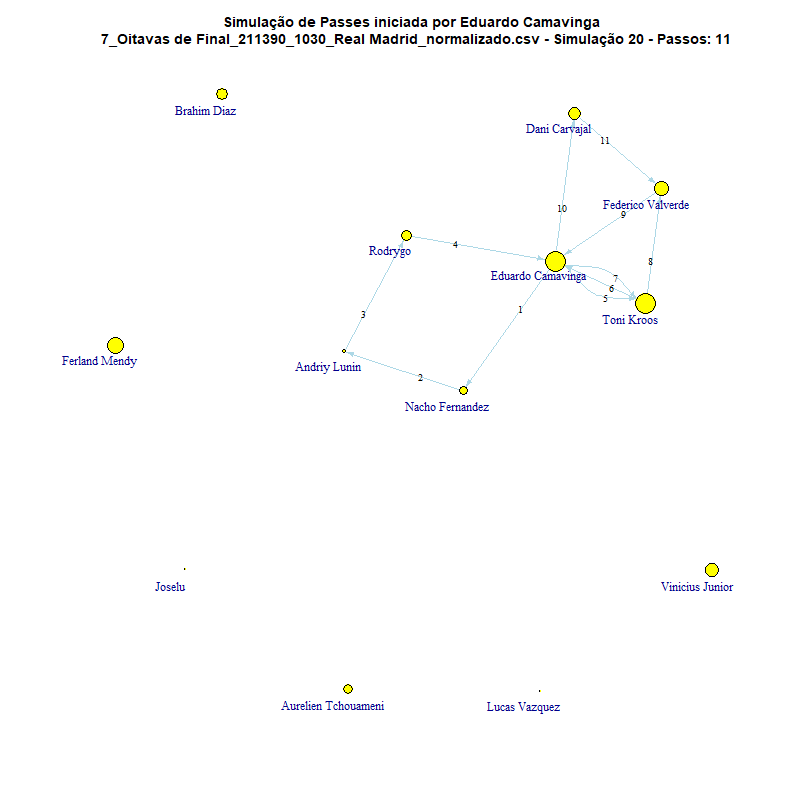 Simulação de Passes iniciada por Eduardo Camavinga
7_Oitavas de Final_211390_1030_Real Madrid_normalizado.csv - Simulação 20 - Passos: 11
Brahim Diaz
Dani Carvajal
11
Federico Valverde
9
10
Rodrygo
4
8
Eduardo Camavinga
7
6
5
1
Toni Kroos
3
Ferland Mendy
Andriy Lunin
2
Nacho Fernandez
Joselu
Vinicius Junior
Aurelien Tchouameni
Lucas Vazquez